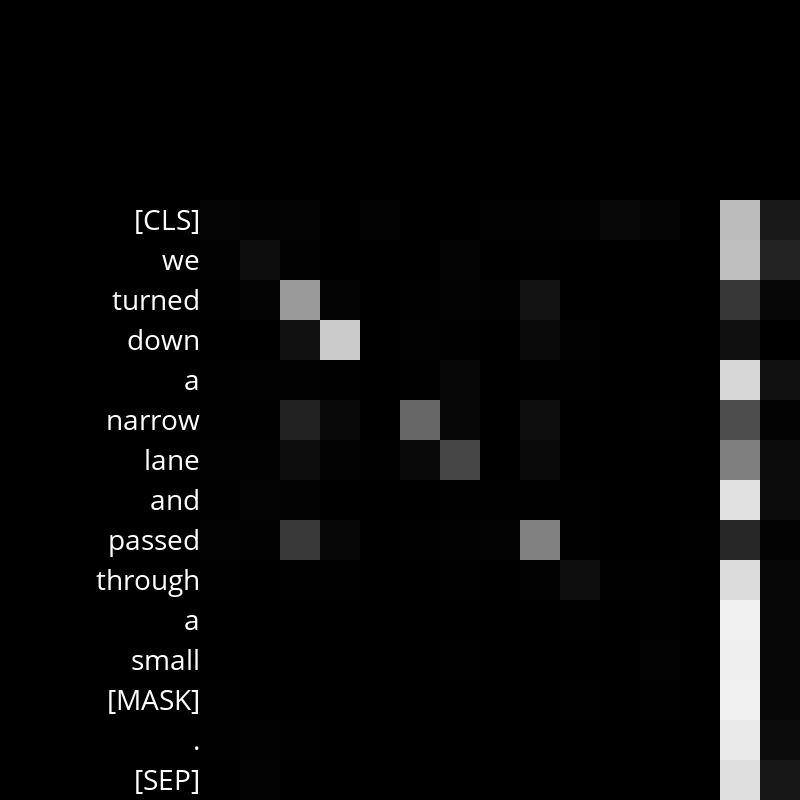 [CLS]
we
turned
down
a
narrow
lane
and
passed
through
a
small
[MASK]
.
[SEP]